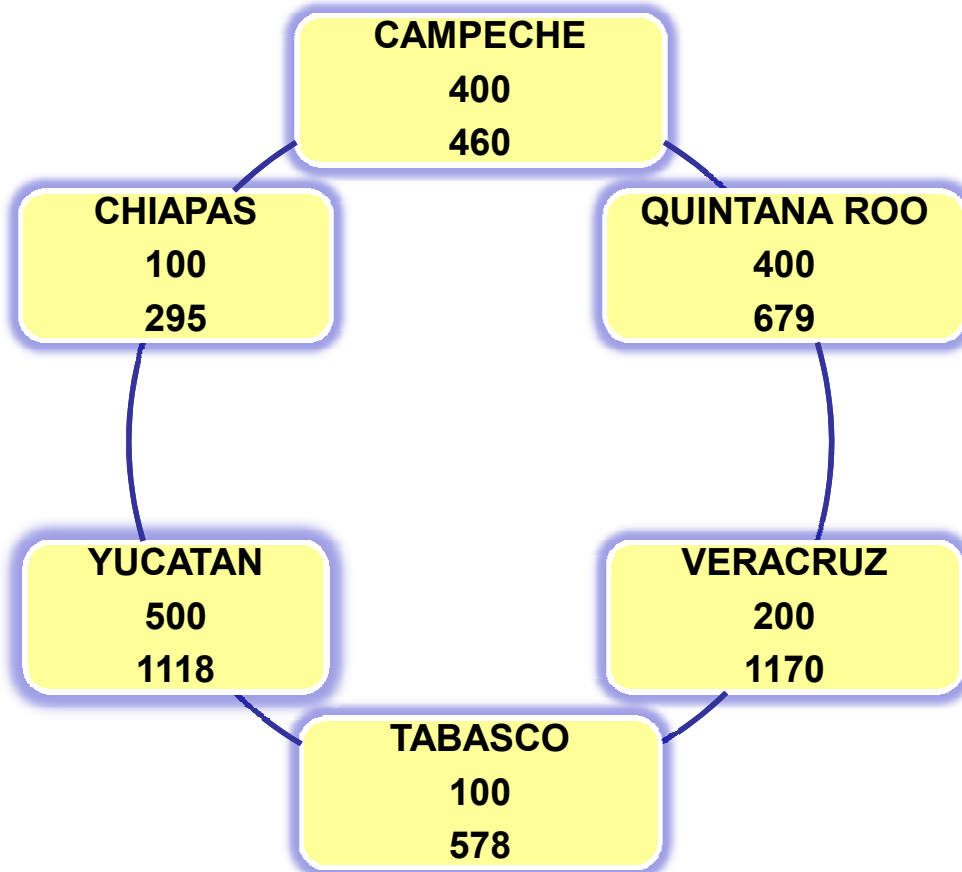 CAMPECHE
400
460
CHIAPAS
100
295
QUINTANA ROO
400
679
YUCATAN
500
1118
VERACRUZ
200
1170
TABASCO
100
578